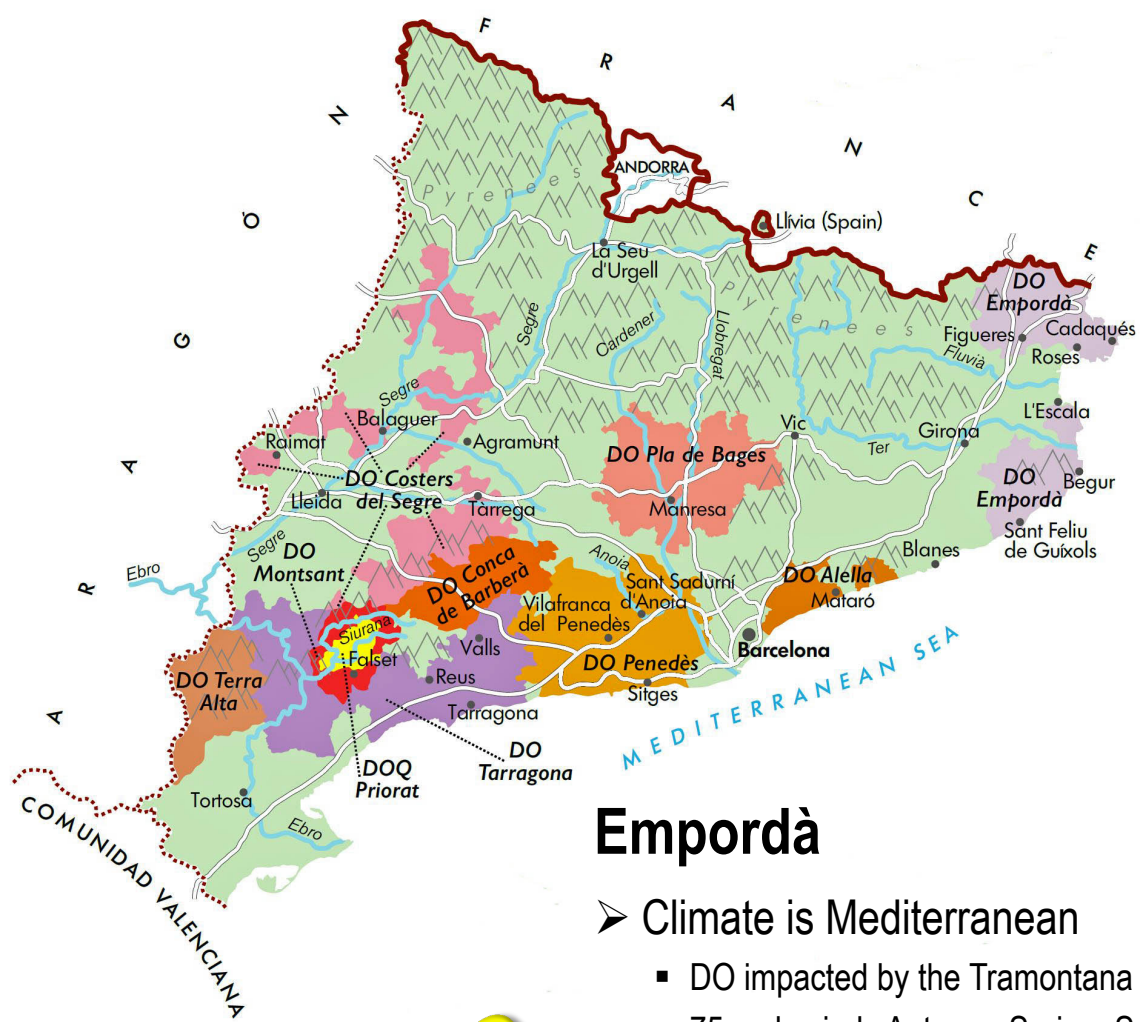 F R A N C E
A R A G Ó N
ANDORRA
Pyrenees
Llívia (Spain)
La Seu
d'Urgell
Pyrenees
DO
Empordà
Segre
Cardener
Llobregat
Figueres
Cadaqués
Roses
Fluvià
Segre
L'Escala
Balaguer
Vic
Girona
Raimat
Agramunt
Ter
DO Pla de Bages
DO Costers
del Segre
DO
Empordà
Begur
Lleida
Tàrrega
Manresa
Sant Feliu
de Guíxols
Segre
DO
Montsant
Anoia
Blanes
Ebro
DO Conca
de Barberà
Sant Sadurní
d'Anoia
DO Alella
Mataró
Vilafranca
del Penedès
Siurana
Valls
Barcelona
Falset
DO Penedès
DO Terra
Alta
Reus
Sitges
Tarragona
MEDITERRANEAN SEA
DO
Tarragona
DOQ
Priorat
Tortosa
Ebro
COMUNIDAD VALENCIANA
Empordà
➢ Climate is Mediterranean
▪ DO impacted by the Tramontana